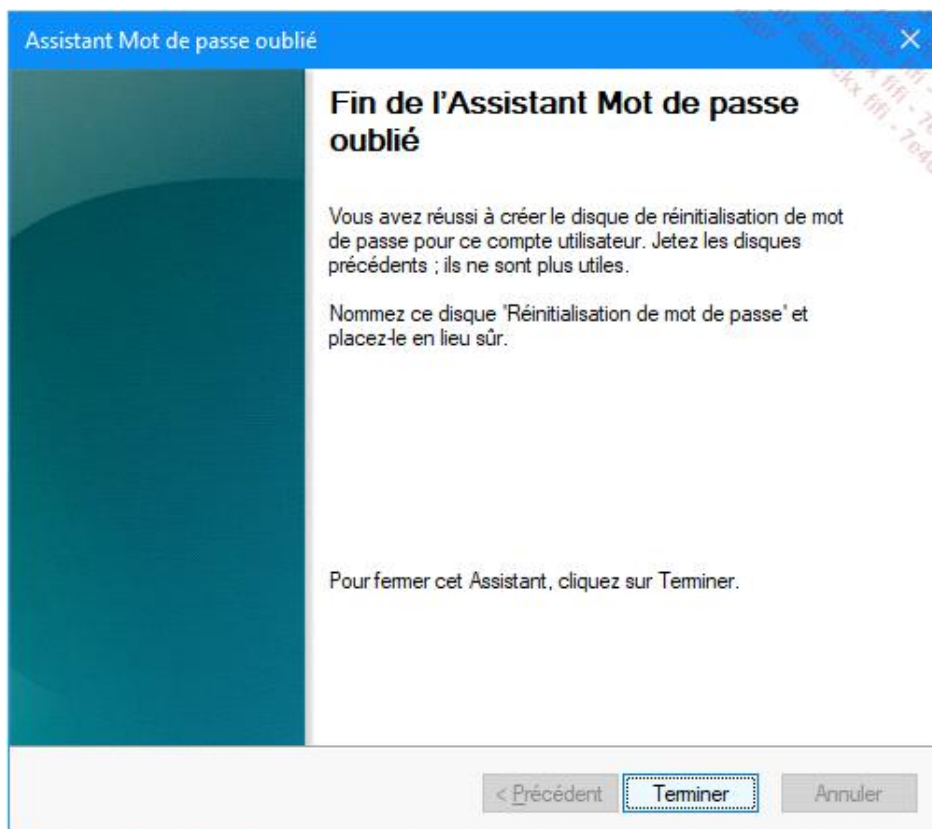 Assistant Mot de passe oublié
Fin de l'Assistant Mot de passe
oublié
Vous avez réussi à créer le disque de réinitialisation de mot
de passe pour ce compte utilisateur. Jetez les disques
précédents ; ils ne sont plus utiles.
Nommez ce disque "Réinitialisation de mot de passe" et
placez-le en lieu sûr.
Pour fermer cet Assistant, cliquez sur Terminer.
< Précédent Terminer Annuler